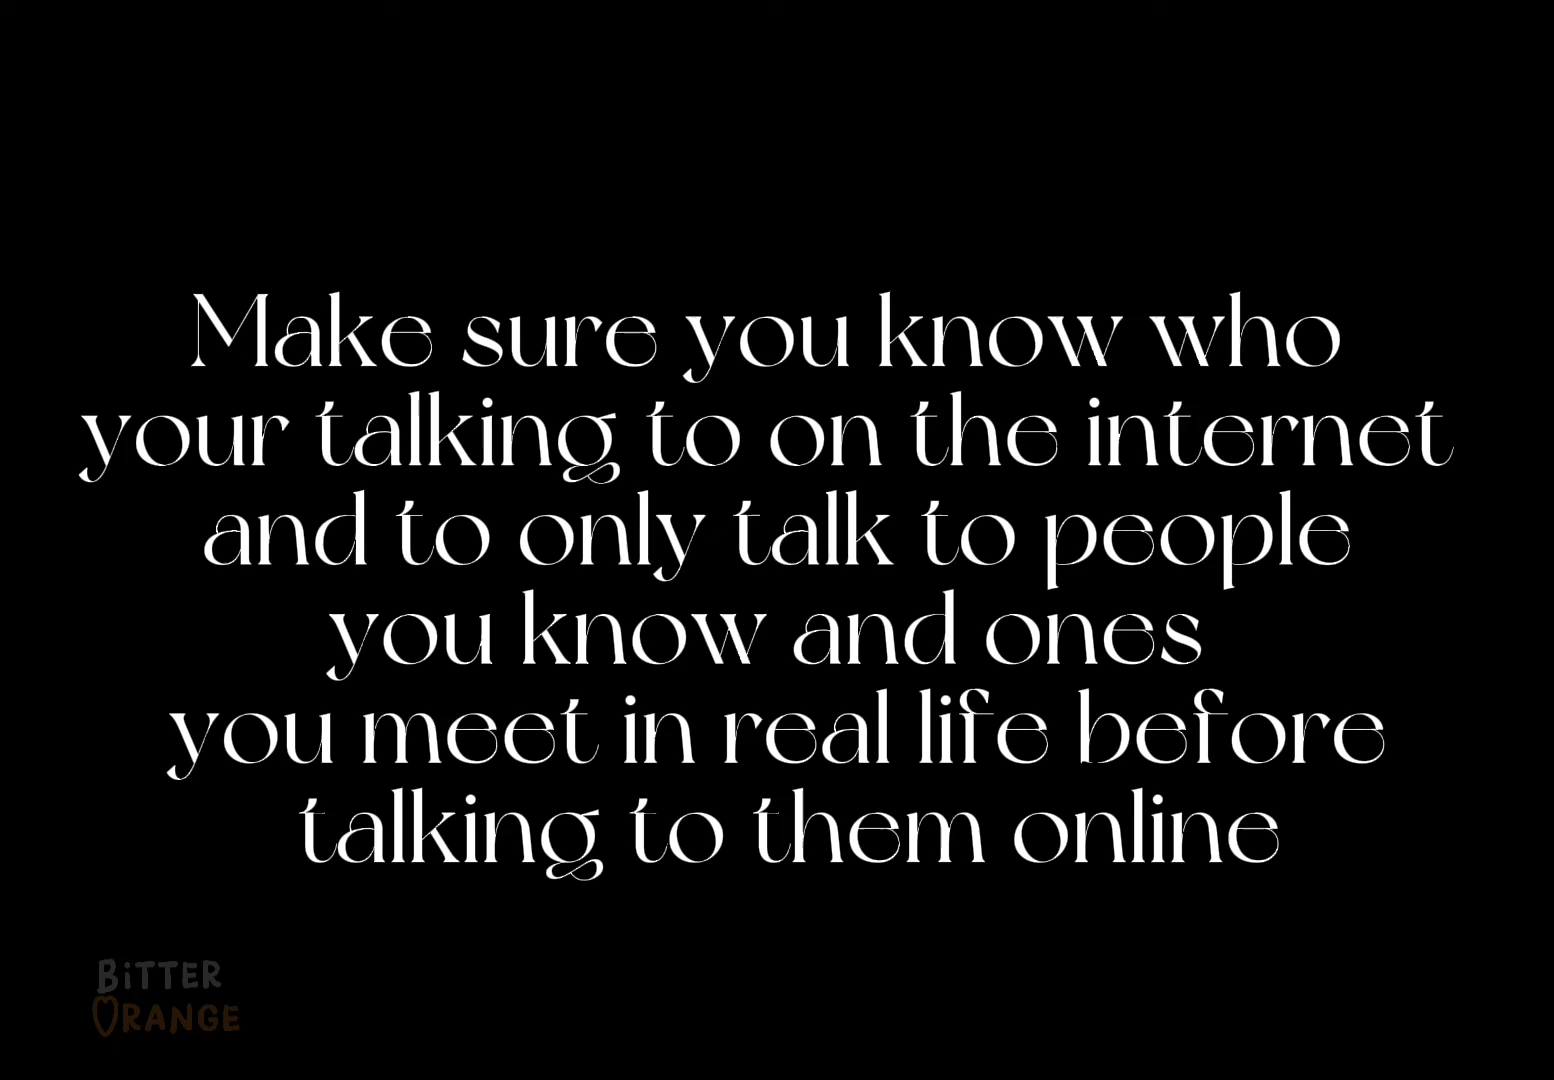 Make sure you know who
your talking to on the internet
and to only talk to people
you know and ones
you meet in real life before
talking to them online
BiTTER
ORANGE